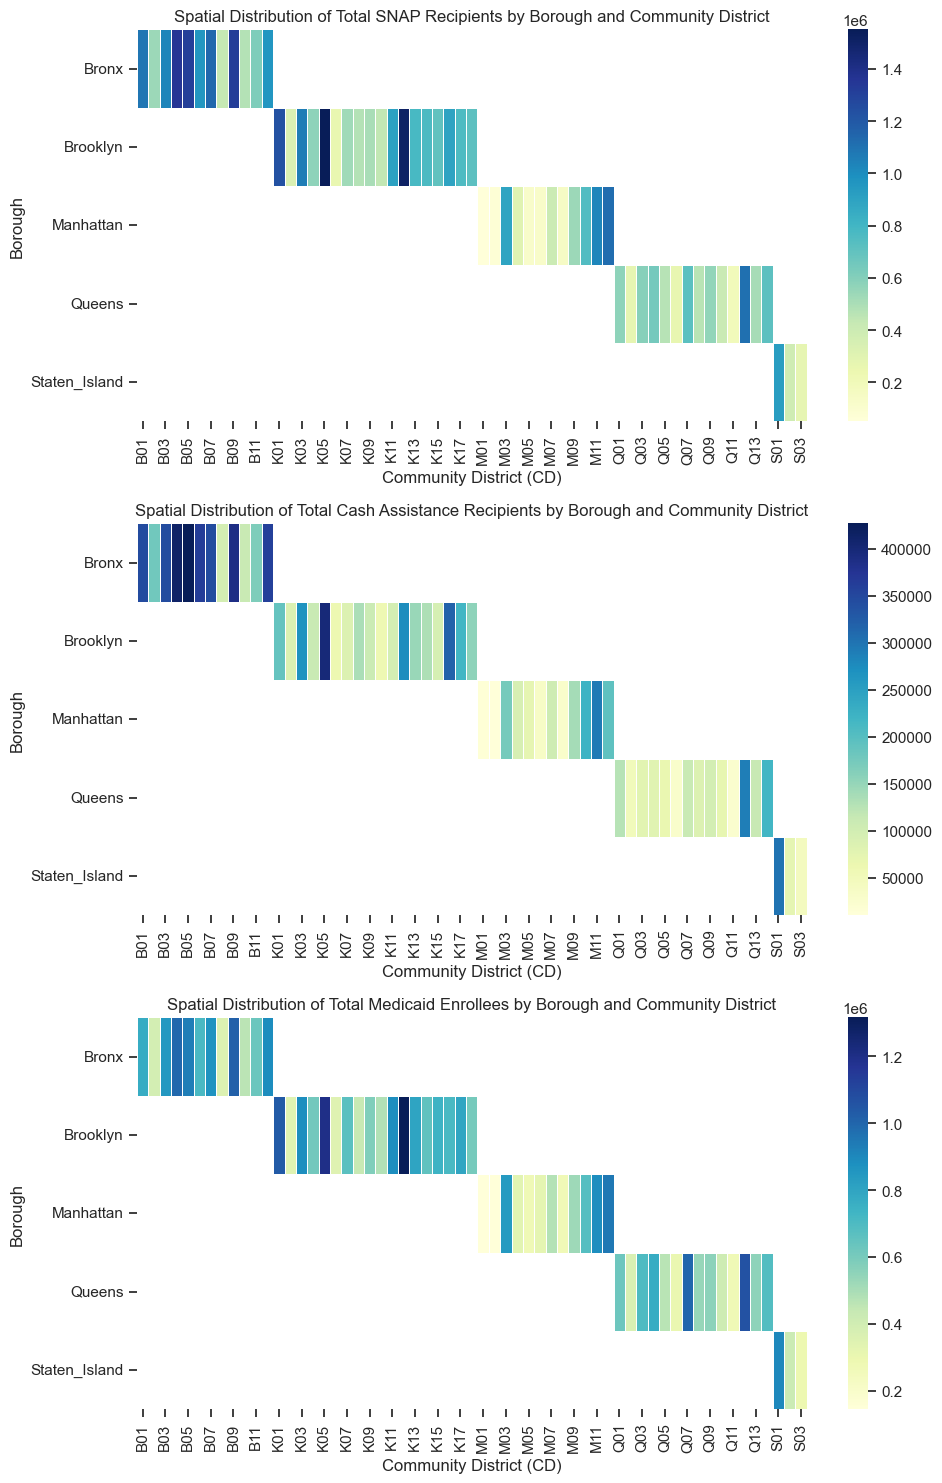 Spatial Distribution of Total SNAP Recipients by Borough and Community District
1e6
Bronx
Brooklyn
Manhattan
Queens
Staten_Island
Borough
B01 B03 B05 B07 B09 B11 K01 K03 K05 K07 K09 K11 K13 K15 K17 M01 M03 M05 M07 M09 M11 Q01 Q03 Q05 Q07 Q09 Q11 Q13 S01 S03
Community District (CD)
1.4
1.2
1.0
0.8
0.6
0.4
0.2
Spatial Distribution of Total Cash Assistance Recipients by Borough and Community District
Bronx
Brooklyn
Manhattan
Queens
Staten_Island
Borough
B01 B03 B05 B07 B09 B11 K01 K03 K05 K07 K09 K11 K13 K15 K17 M01 M03 M05 M07 M09 M11 Q01 Q03 Q05 Q07 Q09 Q11 Q13 S01 S03
Community District (CD)
400000
350000
300000
250000
200000
150000
100000
50000
Spatial Distribution of Total Medicaid Enrollees by Borough and Community District
1e6
Bronx
Brooklyn
Manhattan
Queens
Staten_Island
Borough
B01 B03 B05 B07 B09 B11 K01 K03 K05 K07 K09 K11 K13 K15 K17 M01 M03 M05 M07 M09 M11 Q01 Q03 Q05 Q07 Q09 Q11 Q13 S01 S03
Community District (CD)
1.2
1.0
0.8
0.6
0.4
0.2